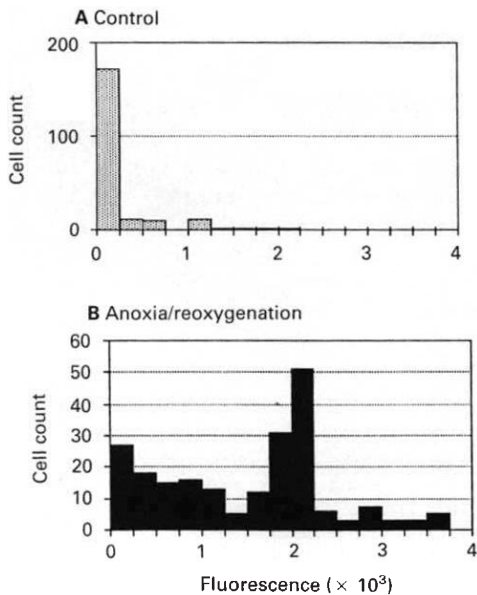 A Control
Cell count
200
100
0
0 1 2 3 4
B Anoxia/reoxygenation
Cell count
60
50
40
30
20
10
0
0 1 2 3 4
Fluorescence (× 10³)